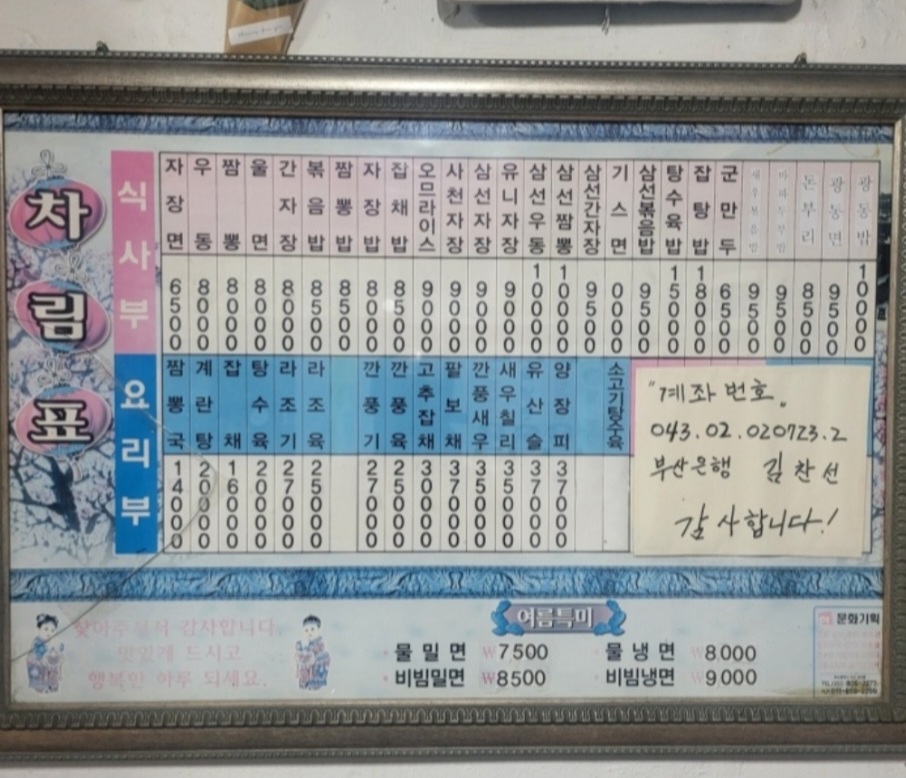 차림표
식사부
자장면 6500
우동 8000
짬뽕 8000
울면 8000
간자장 8000
볶음밥 8500
짬뽕밥 8500
자장밥 8000
잡채밥 8500
오므라이스 9000
사천자장 9000
삼선자장 9000
유니자장 9000
삼선우동 10000
삼선짬뽕 10000
삼선간자장 9500
기스면 0000
삼선볶음밥 9500
탕수육밥 15000
잡탕밥 18000
군만두 6500
새우볶음밥 9500
마파두부밥 9500
돈부리 8500
광동면 9500
광동밥 10000
요리부
짬뽕국 14000
계란탕 20000
잡채 16000
탕수육 20000
라조기 27000
라조육 25000
깐풍기 27000
깐풍육 25000
고추잡채 30000
팔보채 37000
깐풍새우 35000
새우칠리 35000
유산슬 37000
양장피 37000
소고기탕수육
"계좌번호.
043.02.020723.2
부산은행 김찬선
감사합니다!
찾아주셔서 감사합니다.
맛있게 드시고
행복한 하루 되세요.
여름특미
물밀면 ₩7500
비빔밀면 ₩8500
물냉면 ₩8000
비빔냉면 ₩9000
문화기획